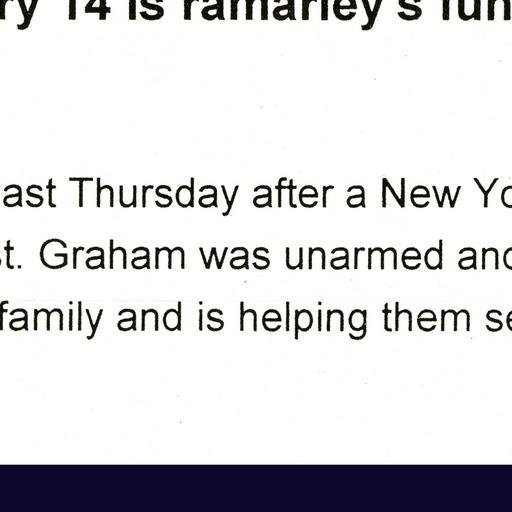 ry 14 is ramarley's fun
ast Thursday after a New Yo
st. Graham was unarmed and
family and is helping them se